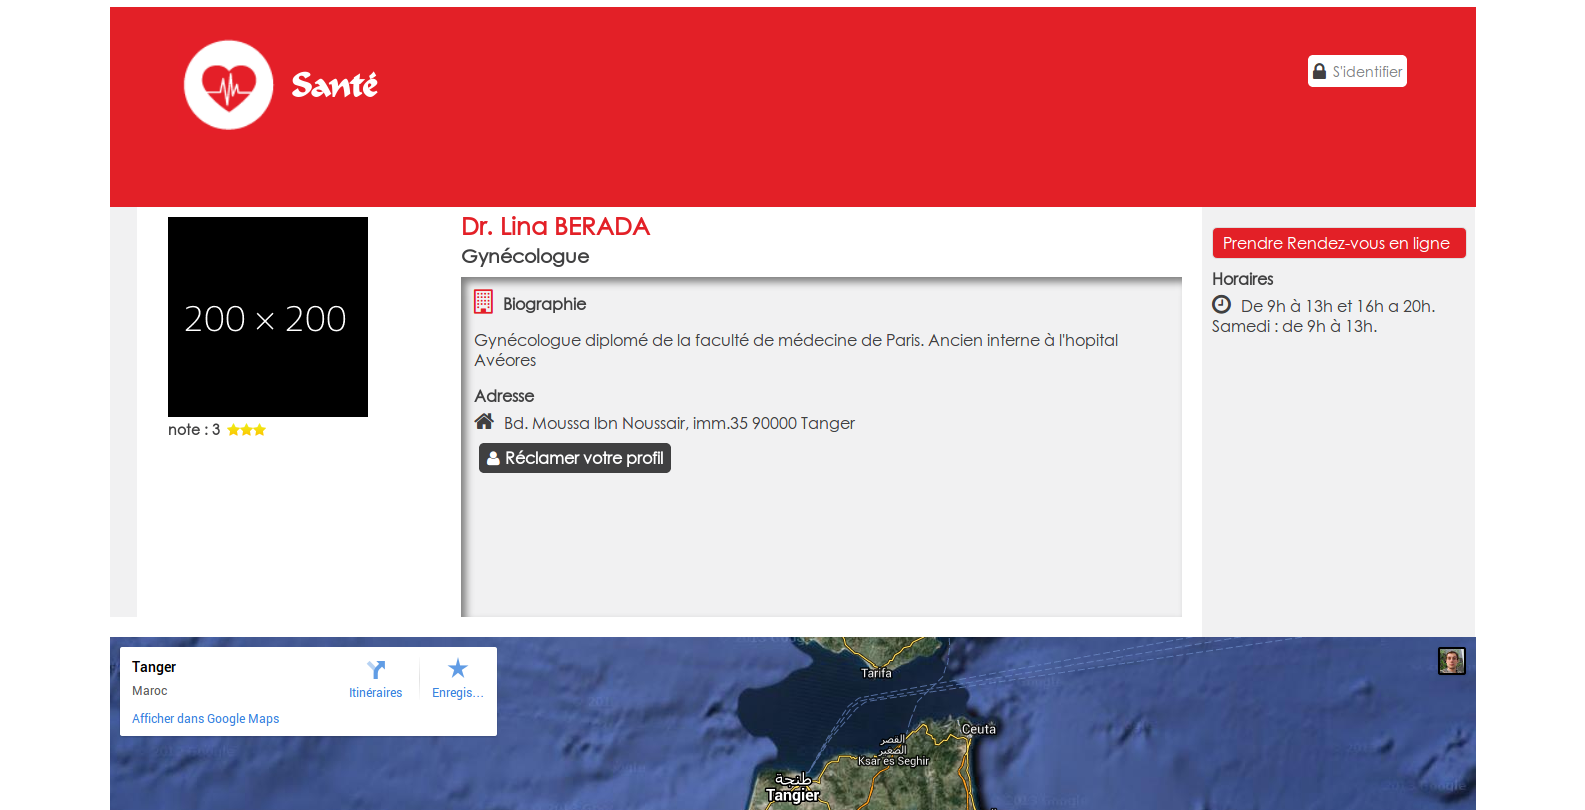 Santé
S'identifier
200 × 200
note : 3
Dr. Lina BERADA
Gynécologue
Biographie
Gynécologue diplomé de la faculté de médecine de Paris. Ancien interne à l'hopital
Avéores
Adresse
Bd. Moussa Ibn Noussair, imm.35 90000 Tanger
Réclamer votre profil
Prendre Rendez-vous en ligne
Horaires
De 9h à 13h et 16h a 20h.
Samedi : de 9h à 13h.
Tanger
Maroc
Afficher dans Google Maps
Itinéraires
Enregis...
Tarifa
Ceuta
القصر
الصغير
Ksar es Seghir
طنجة
Tangier